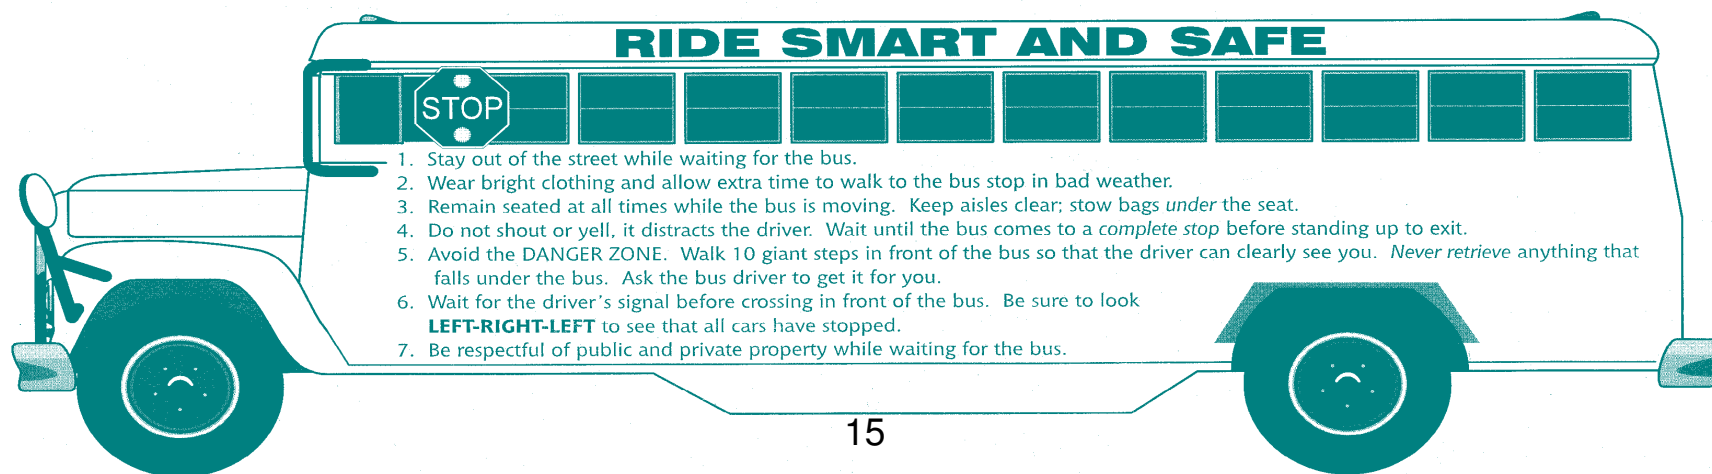 RIDE SMART AND SAFE
STOP
1. Stay out of the street while waiting for the bus.
2. Wear bright clothing and allow extra time to walk to the bus stop in bad weather.
3. Remain seated at all times while the bus is moving. Keep aisles clear; stow bags under the seat.
4. Do not shout or yell, it distracts the driver. Wait until the bus comes to a complete stop before standing up to exit.
5. Avoid the DANGER ZONE. Walk 10 giant steps in front of the bus so that the driver can clearly see you. Never retrieve anything that
falls under the bus. Ask the bus driver to get it for you.
6. Wait for the driver's signal before crossing in front of the bus. Be sure to look
LEFT-RIGHT-LEFT to see that all cars have stopped.
7. Be respectful of public and private property while waiting for the bus.
15